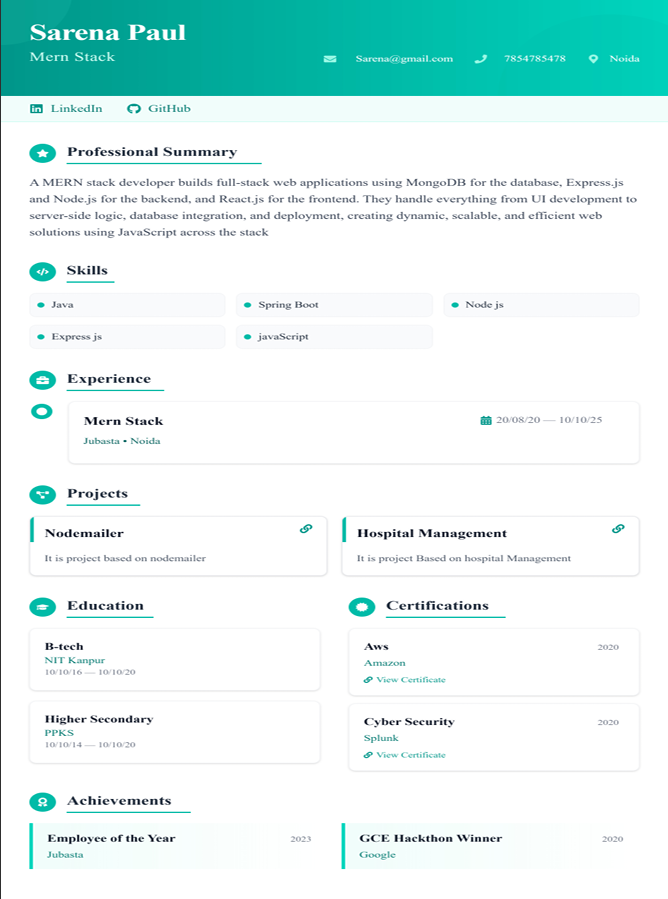 Sarena Paul
Mern Stack
Sarena@gmail.com 7854785478 Noida
LinkedIn GitHub
Professional Summary
A MERN stack developer builds full-stack web applications using MongoDB for the database, Express.js
and Node.js for the backend, and React.js for the frontend. They handle everything from UI development to
server-side logic, database integration, and deployment, creating dynamic, scalable, and efficient web
solutions using JavaScript across the stack
Skills
Java Spring Boot Node js
Express js javaScript
Experience
Mern Stack 20/08/20 — 10/10/25
Jubasta • Noida
Projects
Nodemailer
It is project based on nodemailer
Hospital Management
It is project Based on hospital Management
Education
B-tech
NIT Kanpur
10/10/16 — 10/10/20
Higher Secondary
PPKS
10/10/14 — 10/10/20
Certifications
Aws 2020
Amazon
View Certificate
Cyber Security 2020
Splunk
View Certificate
Achievements
Employee of the Year 2023
Jubasta
GCE Hackthon Winner 2020
Google